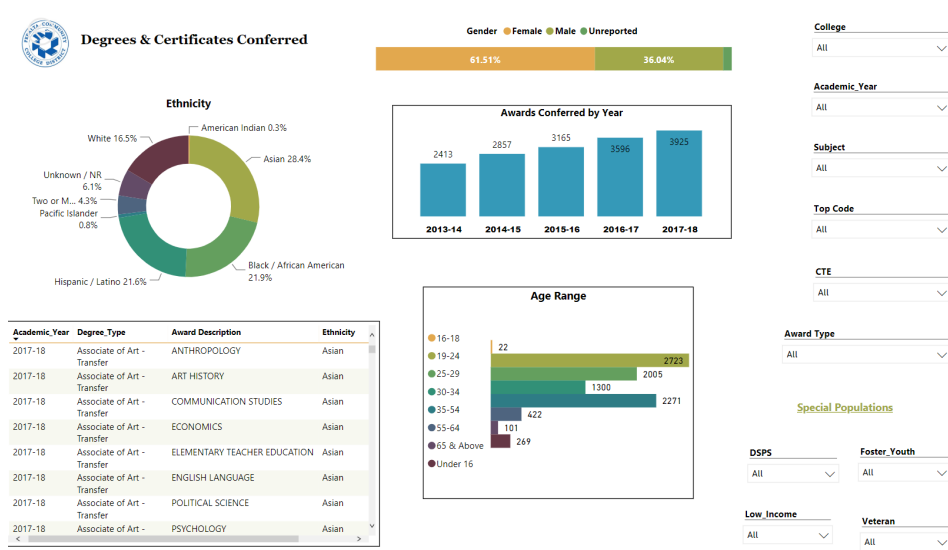 PERALTA COMMUNITY COLLEGE DISTRICT
Degrees & Certificates Conferred
Gender Female Male Unreported
61.51% 36.04%
Ethnicity
American Indian 0.3%
White 16.5%
Asian 28.4%
Unknown / NR
6.1%
Two or M... 4.3%
Pacific Islander
0.8%
Black / African American
21.9%
Hispanic / Latino 21.6%
Awards Conferred by Year
2413 2857 3165 3596 3925
2013-14 2014-15 2015-16 2016-17 2017-18
Academic_Year Degree_Type Award Description Ethnicity
2017-18 Associate of Art - ANTHROPOLOGY Asian
Transfer
2017-18 Associate of Art - ART HISTORY Asian
Transfer
2017-18 Associate of Art - COMMUNICATION STUDIES Asian
Transfer
2017-18 Associate of Art - ECONOMICS Asian
Transfer
2017-18 Associate of Art - ELEMENTARY TEACHER EDUCATION Asian
Transfer
2017-18 Associate of Art - ENGLISH LANGUAGE Asian
Transfer
2017-18 Associate of Art - POLITICAL SCIENCE Asian
Transfer
2017-18 Associate of Art - PSYCHOLOGY Asian
Transfer
Age Range
16-18 22
19-24 2723
25-29 2005
30-34 1300
35-54 2271
55-64 422
65 & Above 101
Under 16 269
College
All
Academic_Year
All
Subject
All
Top Code
All
CTE
All
Award Type
All
Special Populations
DSPS Foster_Youth
All All
Low_Income Veteran
All All